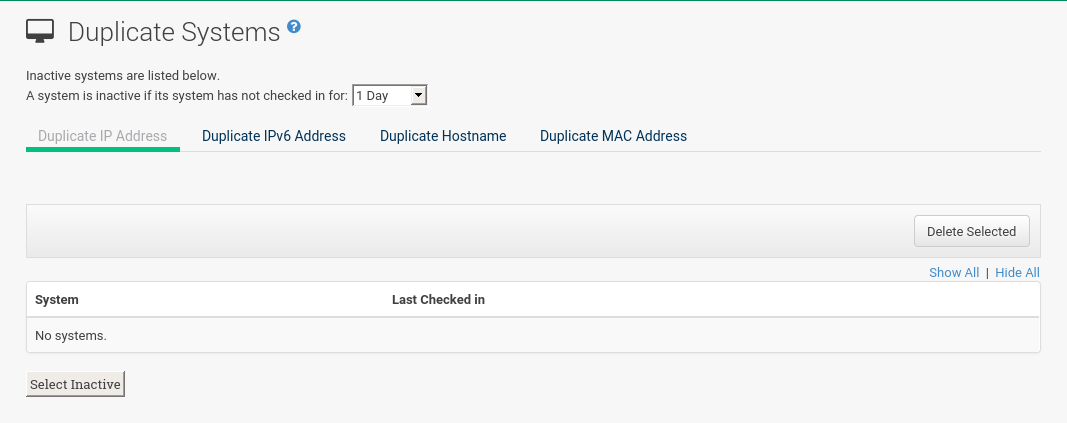 Duplicate Systems ?
Inactive systems are listed below.
A system is inactive if its system has not checked in for: 1 Day
Duplicate IP Address Duplicate IPv6 Address Duplicate Hostname Duplicate MAC Address
Delete Selected
Show All | Hide All
System Last Checked in
No systems.
Select Inactive